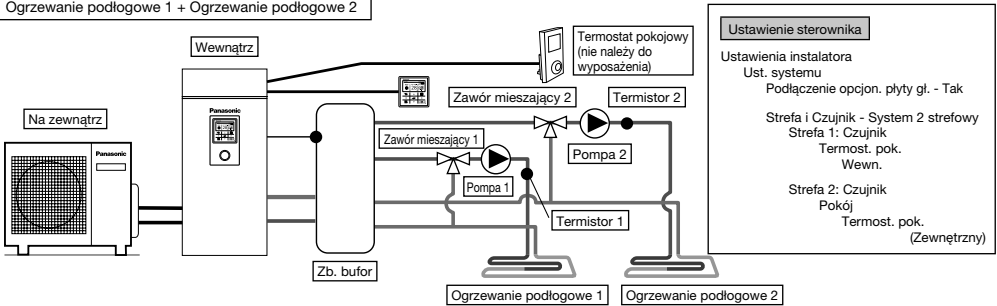 Ogrzewanie podłogowe 1 + Ogrzewanie podłogowe 2
Wewnątrz
Termostat pokojowy
(nie należy do
wyposażenia)
Panasonic
Na zewnątrz
Panasonic
Zawór mieszający 2
Termistor 2
Zawór mieszający 1
Pompa 2
Pompa 1
Termistor 1
Zb. bufor
Ogrzewanie podłogowe 1
Ogrzewanie podłogowe 2
Ustawienie sterownika
Ustawienia instalatora
Ust. systemu
Podłączenie opcjon. płyty gł. - Tak
Strefa i Czujnik - System 2 strefowy
Strefa 1: Czujnik
Termost. pok.
Wewn.
Strefa 2: Czujnik
Pokój
Termost. pok.
(Zewnętrzny)